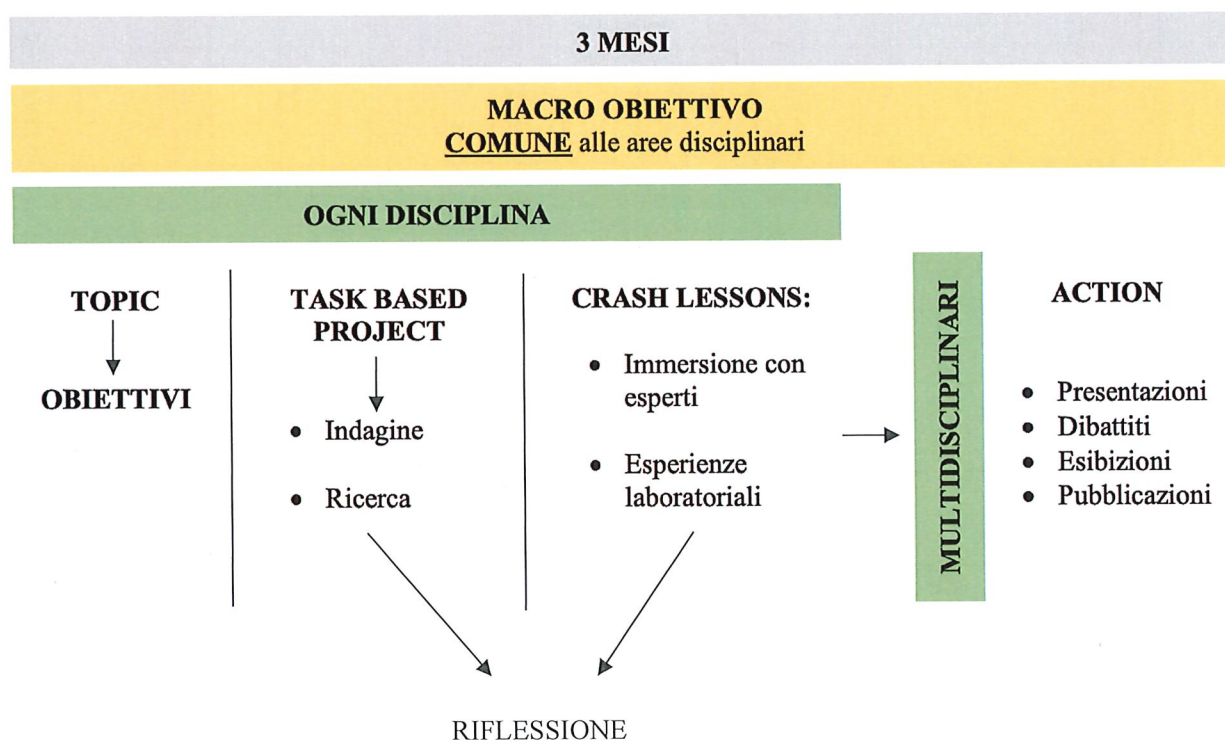 3 MESI
MACRO OBIETTIVO
COMUNE alle aree disciplinari
OGNI DISCIPLINA
TOPIC
OBIETTIVI
TASK BASED
PROJECT
• Indagine
• Ricerca
CRASH LESSONS:
• Immersione con
esperti
• Esperienze
laboratoriali
MULTIDISCIPLINARI
ACTION
• Presentazioni
• Dibattiti
• Esibizioni
• Pubblicazioni
RIFLESSIONE